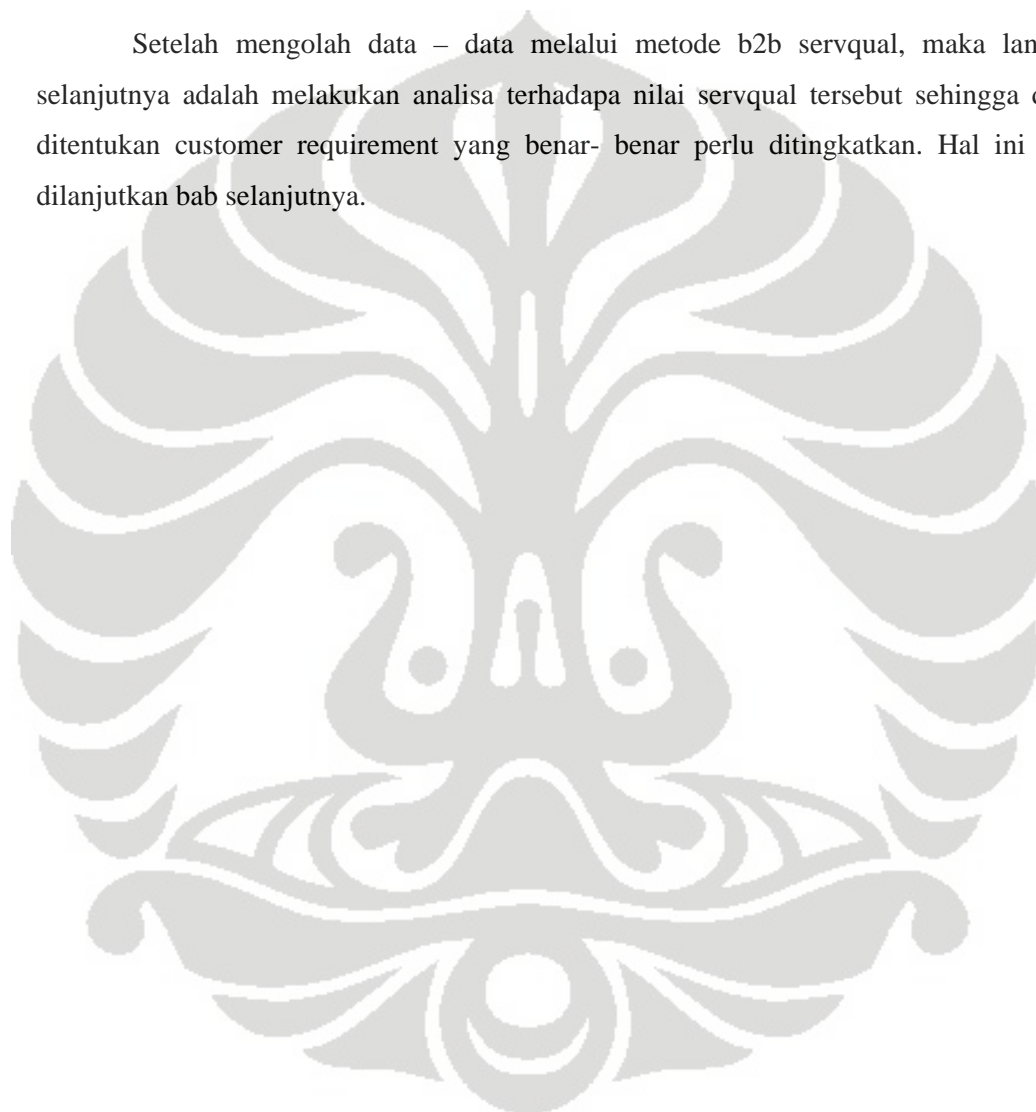 Setelah mengolah data – data melalui metode b2b servqual, maka
selanjutnya adalah melakukan analisa terhadapa nilai servqual tersebut sehingga
ditentukan customer requirement yang benar- benar perlu ditingkatkan. Hal ini
dilanjutkan bab selanjutnya.